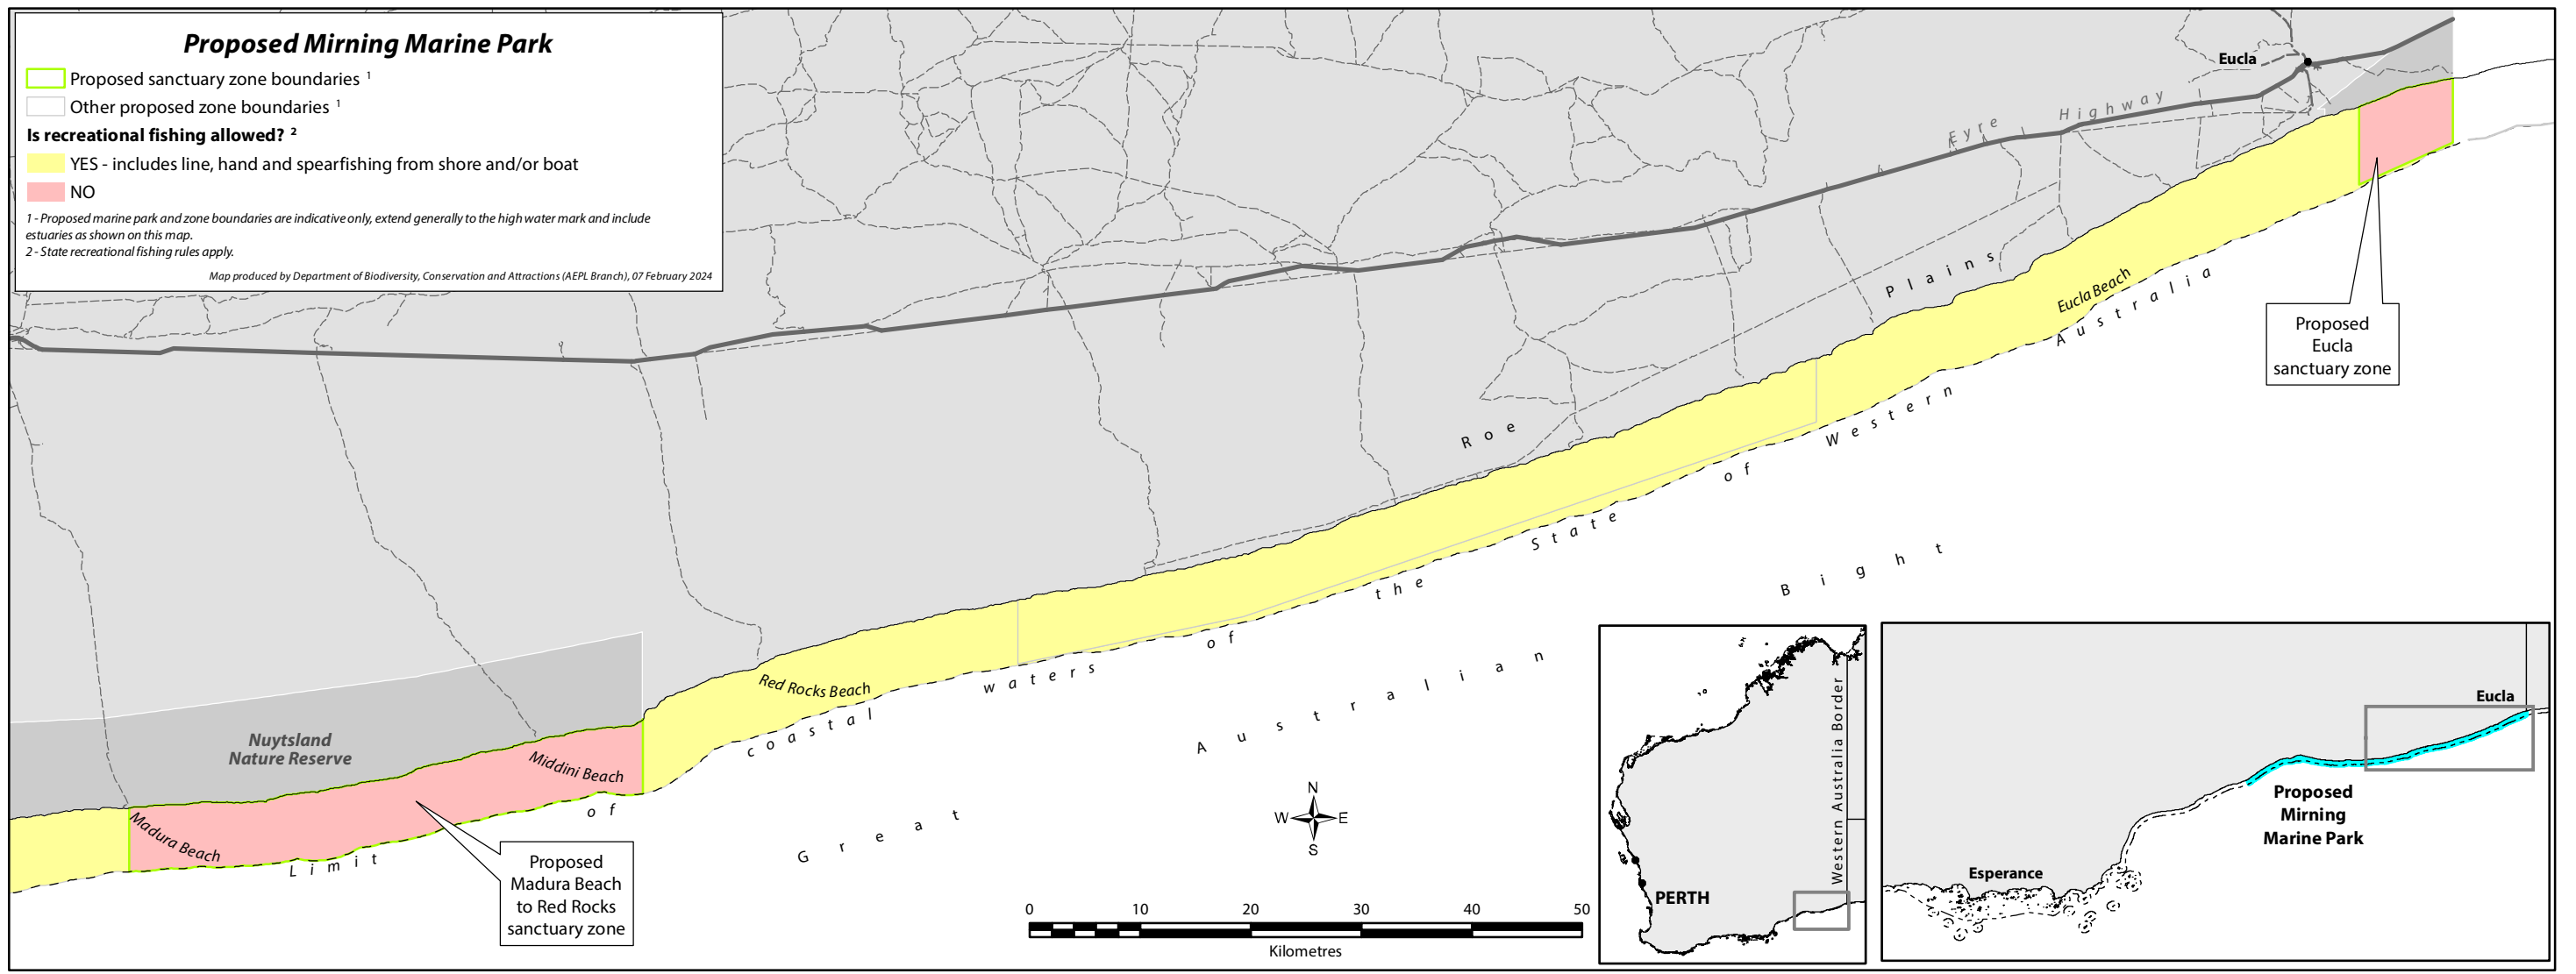 Proposed Mirning Marine Park
Proposed sanctuary zone boundaries 1
Other proposed zone boundaries 1
Is recreational fishing allowed? 2
YES - includes line, hand and spearfishing from shore and/or boat
NO
1 - Proposed marine park and zone boundaries are indicative only, extend generally to the high water mark and include
estuaries as shown on this map.
2 - State recreational fishing rules apply.
Map produced by Department of Biodiversity, Conservation and Attractions (AEPL Branch), 07 February 2024
Eucla
Eyre Highway
Roe Plains
Eucla Beach
Proposed
Eucla
sanctuary zone
Red Rocks Beach
Nuytsland
Nature Reserve
Middini Beach
Madura Beach
Limit of coastal waters of the State of Western Australia
Proposed
Madura Beach
to Red Rocks
sanctuary zone
Great Australian Bight
N
W E
S
0 10 20 30 40 50
Kilometres
Western Australia Border
PERTH
Eucla
Proposed
Mirning
Marine Park
Esperance